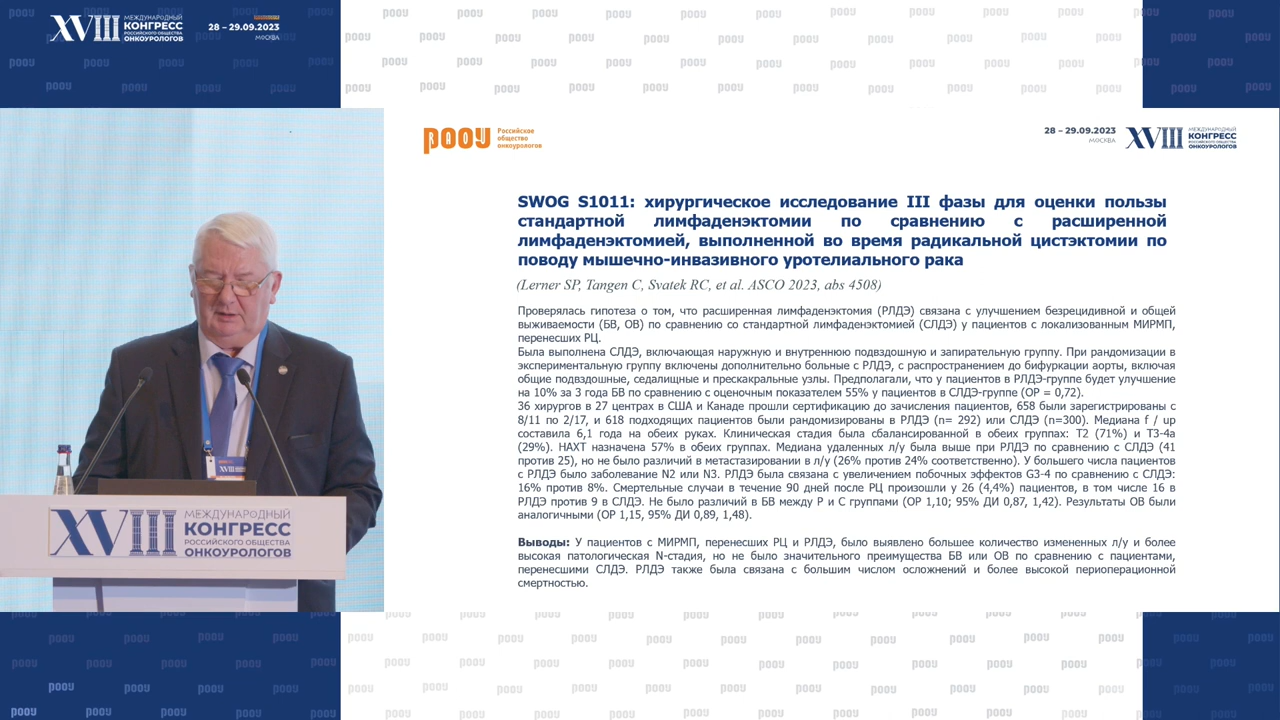 XVIII МЕЖДУНАРОДНЫЙ
КОНГРЕСС
РОССИЙСКОГО ОБЩЕСТВА
ОНКОУРОЛОГОВ
28 – 29.09.2023
МОСКВА
РООУ Российское
общество
онкоурологов
28 – 29.09.2023
МОСКВА
XVIII МЕЖДУНАРОДНЫЙ
КОНГРЕСС
РОССИЙСКОГО ОБЩЕСТВА
ОНКОУРОЛОГОВ
SWOG S1011: хирургическое исследование III фазы для оценки пользы
стандартной лимфаденэктомии по сравнению с расширенной
лимфаденэктомией, выполненной во время радикальной цистэктомии по
поводу мышечно-инвазивного уротелиального рака
(Lerner SP, Tangen C, Svatek RC, et al. ASCO 2023, abs 4508)
Проверялась гипотеза о том, что расширенная лимфаденэктомия (РЛДЭ) связана с улучшением безрецидивной и общей
выживаемости (БВ, ОВ) по сравнению со стандартной лимфаденэктомией (СЛДЭ) у пациентов с локализованным МИРМП,
перенесших РЦ.
Была выполнена СЛДЭ, включающая наружную и внутреннюю подвздошную и запирательную группу. При рандомизации в
экспериментальную группу включены дополнительно больные с РЛДЭ, с распространением до бифуркации аорты, включая
общие подвздошные, седалищные и прескакральные узлы. Предполагали, что у пациентов в РЛДЭ-группе будет улучшение
на 10% за 3 года БВ по сравнению с оценочным показателем 55% у пациентов в СЛДЭ-группе (ОР = 0,72).
36 хирургов в 27 центрах в США и Канаде прошли сертификацию до зачисления пациентов, 658 были зарегистрированы с
8/11 по 2/17, и 618 подходящих пациентов были рандомизированы в РЛДЭ (n= 292) или СЛДЭ (n=300). Медиана f / up
составила 6,1 года на обеих руках. Клиническая стадия была сбалансированной в обеих группах: T2 (71%) и T3-4a
(29%). НАХТ назначено 57% в обеих группах. Медиана удаленных л/у была выше при РЛДЭ по сравнению с СЛДЭ (41
против 25), но не было различий в метастазировании в л/у (26% против 24% соответственно). У большего числа пациентов
с РЛДЭ было заболевание N2 или N3. РЛДЭ была связана с увеличением побочных эффектов G3-4 по сравнению с СЛДЭ:
16% против 8%. Смертельные случаи в течение 90 дней после РЦ произошли у 26 (4,4%) пациентов, в том числе 16 в
РЛДЭ против 9 в СЛДЭ. Не было различий в БВ между Р и С группами (ОР 1,10; 95% ДИ 0,87, 1,42). Результаты ОВ были
аналогичными (ОР 1,15, 95% ДИ 0,89, 1,48).
Выводы: У пациентов с МИРМП, перенесших РЦ и РЛДЭ, было выявлено большее количество измененных л/у и более
высокая патологическая N-стадия, но не было значительного преимущества БВ или ОВ по сравнению с пациентами,
перенесшими СЛДЭ. РЛДЭ также была связана с большим числом осложнений и более высокой периоперационной
смертностью.
XVIII МЕЖДУНАРОДНЫЙ
КОНГРЕСС
РОССИЙСКОГО ОБЩЕСТВА
ОНКОУРОЛОГОВ